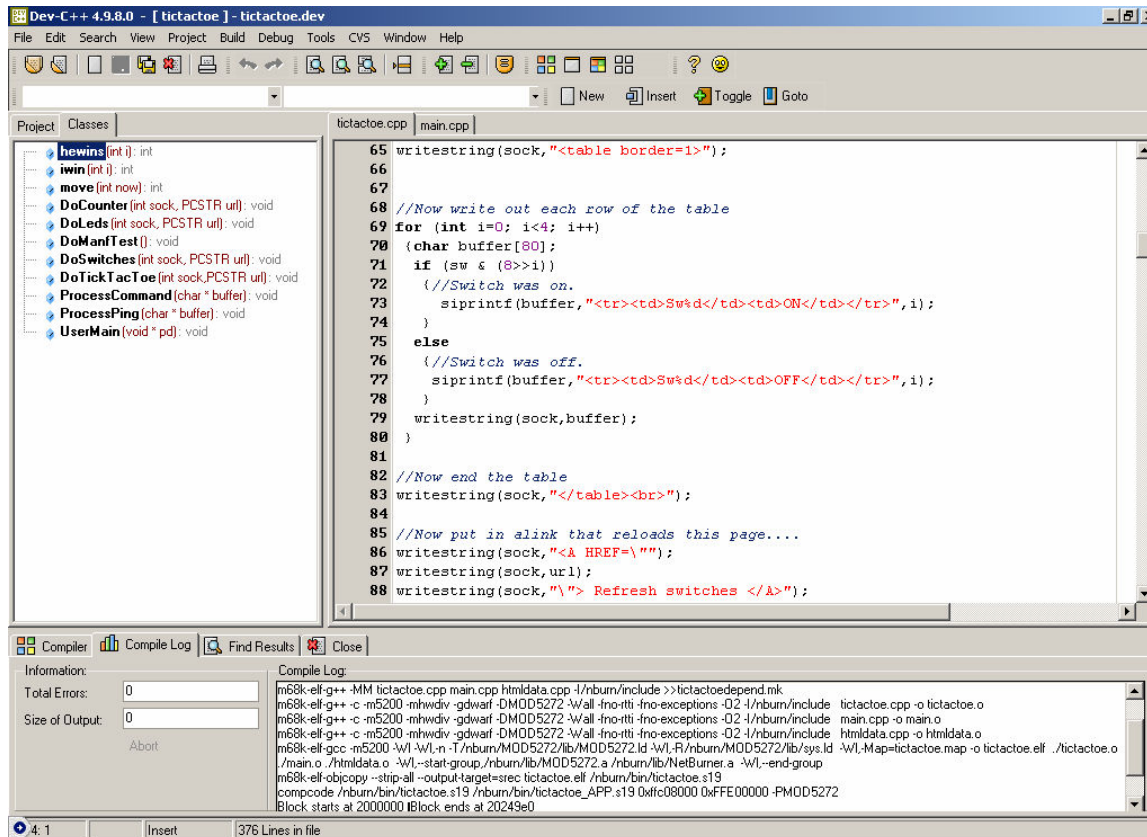 Dev-C++ 4.9.8.0 - [ tictactoe ] - tictactoe.dev
File Edit Search View Project Build Debug Tools CVS Window Help
New Insert Toggle Goto
Project Classes
hewins (int i) : int
iwin (int i) : int
move (int now) : int
DoCounter (int sock, PCSTR url) : void
DoLeds (int sock, PCSTR url) : void
DoManfTest () : void
DoSwitches (int sock, PCSTR url) : void
DoTickTacToe (int sock,PCSTR url) : void
ProcessCommand (char * buffer) : void
ProcessPing (char * buffer) : void
UserMain (void * pd) : void
tictactoe.cpp main.cpp
65 writestring(sock,"<table border=1>");
66
67
68 //Now write out each row of the table
69 for (int i=0; i<4; i++)
70 {char buffer[80];
71 if (sw & (8>>i))
72 {//Switch was on.
73 siprintf(buffer,"<tr><td>Sw%d</td><td>ON</td></tr>",i);
74 }
75 else
76 {//Switch was off.
77 siprintf(buffer,"<tr><td>Sw%d</td><td>OFF</td></tr>",i);
78 }
79 writestring(sock,buffer);
80 }
81
82 //Now end the table
83 writestring(sock,"</table><br>");
84
85 //Now put in alink that reloads this page....
86 writestring(sock,"<A HREF=\"");
87 writestring(sock,url);
88 writestring(sock,"\"> Refresh switches </A>");
Compiler Compile Log Find Results Close
Information:
Total Errors: 0
Size of Output: 0
Abort
Compile Log:
m68k-elf-g++ -MM tictactoe.cpp main.cpp htmldata.cpp -I/nburn/include >>tictactoedepend.mk
m68k-elf-g++ -c -m5200 -mhwdiv -gdwarf -DMOD5272 -Wall -fno-rtti -fno-exceptions -O2 -I/nburn/include tictactoe.cpp -o tictactoe.o
m68k-elf-g++ -c -m5200 -mhwdiv -gdwarf -DMOD5272 -Wall -fno-rtti -fno-exceptions -O2 -I/nburn/include main.cpp -o main.o
m68k-elf-g++ -c -m5200 -mhwdiv -gdwarf -DMOD5272 -Wall -fno-rtti -fno-exceptions -O2 -I/nburn/include htmldata.cpp -o htmldata.o
m68k-elf-gcc -m5200 -Wl -Wl,-n -T/nburn/MOD5272/lib/MOD5272.ld -Wl,-R/nburn/MOD5272/lib/sys.ld -Wl,-Map=tictactoe.map -o tictactoe.elf ./tictactoe.o
./main.o ./htmldata.o -Wl,--start-group,/nburn/lib/MOD5272.a /nburn/lib/NetBurner.a -Wl,--end-group
m68k-elf-objcopy --strip-all --output-target=srec tictactoe.elf /nburn/bin/tictactoe.s19
compcode /nburn/bin/tictactoe.s19 /nburn/bin/tictactoe_APP.s19 0xffc08000 0xFFE00000 -PMOD5272
Block starts at 2000000 |Block ends at 20249e0
4: 1 Insert 376 Lines in file